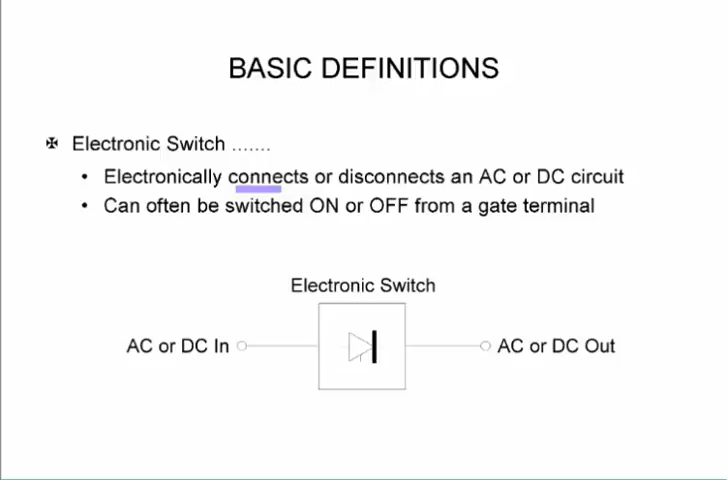 BASIC DEFINITIONS
✠ Electronic Switch .......
• Electronically connects or disconnects an AC or DC circuit
• Can often be switched ON or OFF from a gate terminal
Electronic Switch
AC or DC In
AC or DC Out